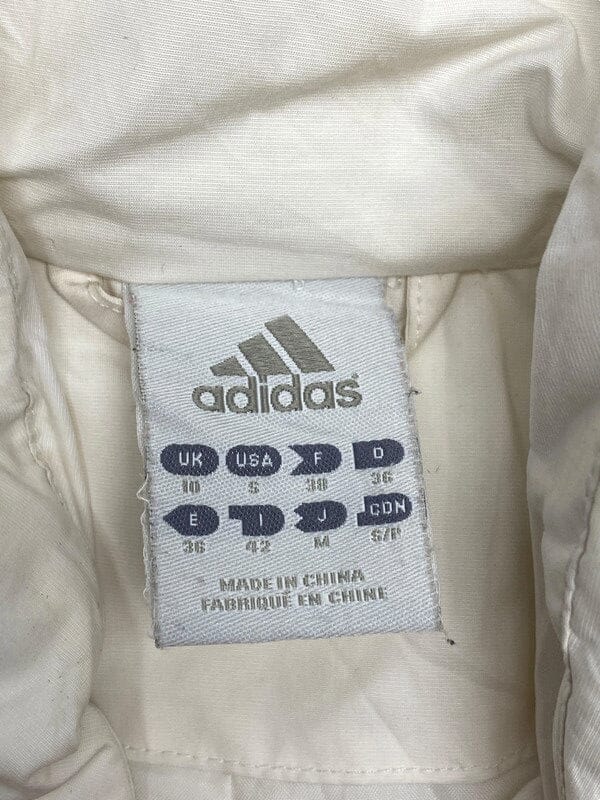 adidas
UK USA F D
10 S 38 36
E I J CDN
36 42 M S/P
MADE IN CHINA
FABRIQUÉ EN CHINE